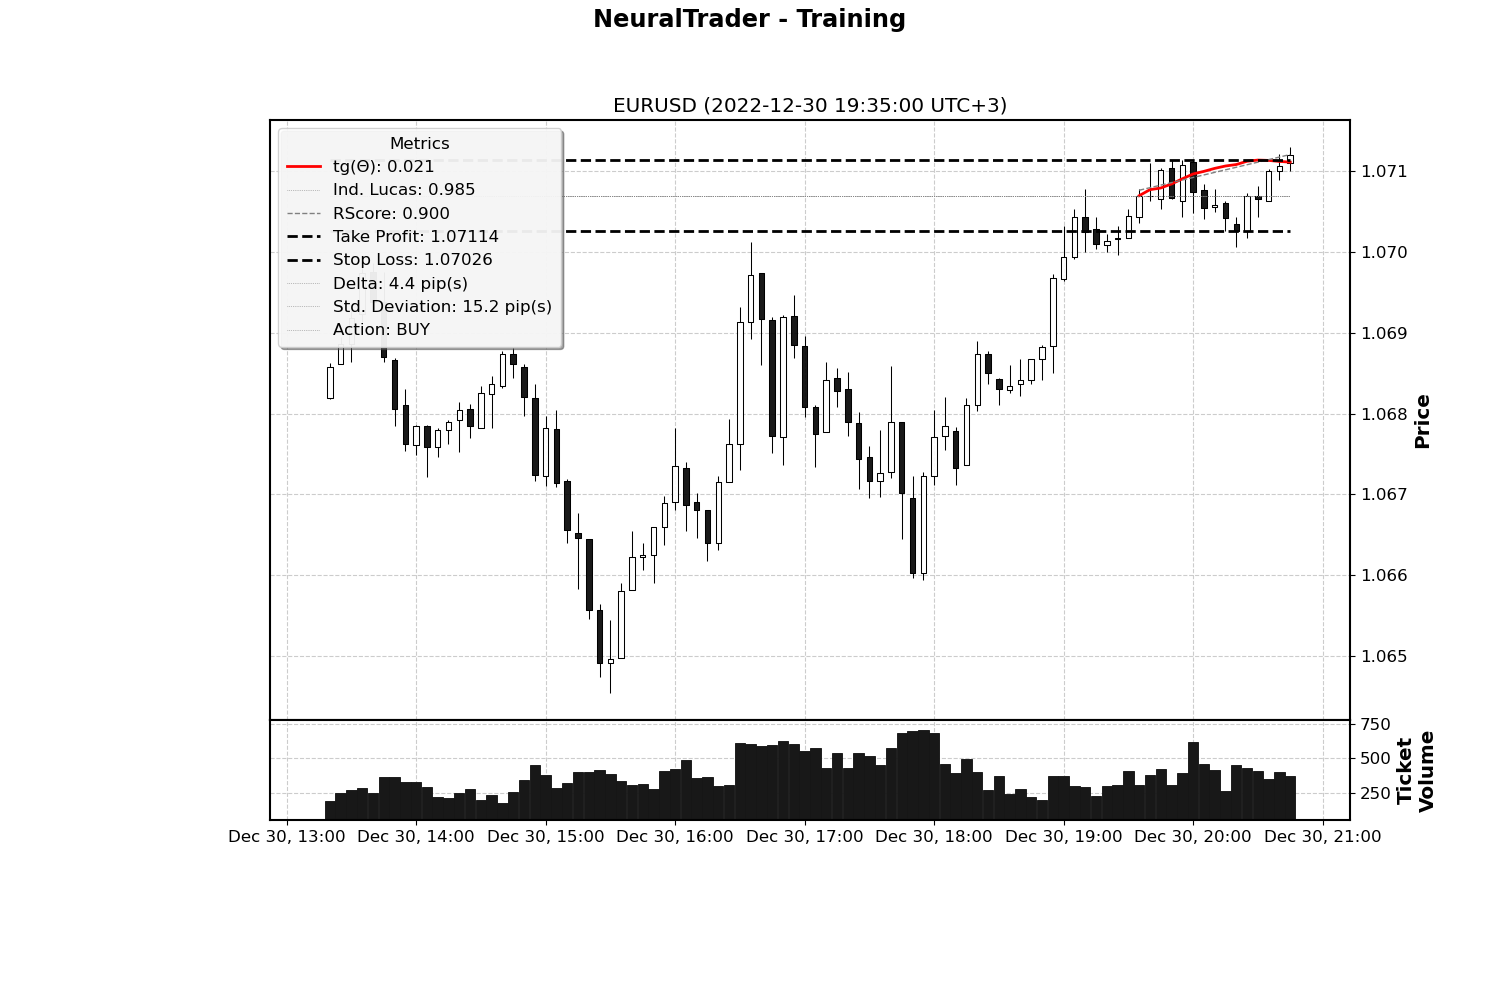 NeuralTrader - Training
EURUSD (2022-12-30 19:35:00 UTC+3)
Metrics
tg(Θ): 0.021
Ind. Lucas: 0.985
RScore: 0.900
Take Profit: 1.07114
Stop Loss: 1.07026
Delta: 4.4 pip(s)
Std. Deviation: 15.2 pip(s)
Action: BUY
1.071
1.070
1.069
1.068
1.067
1.066
1.065
Price
750
500
250
Ticket
Volume
Dec 30, 13:00 Dec 30, 14:00 Dec 30, 15:00 Dec 30, 16:00 Dec 30, 17:00 Dec 30, 18:00 Dec 30, 19:00 Dec 30, 20:00 Dec 30, 21:00